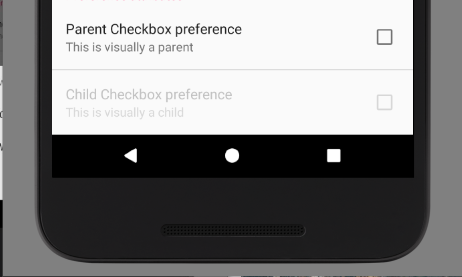 Parent Checkbox preference
This is visually a parent
Child Checkbox preference
This is visually a child